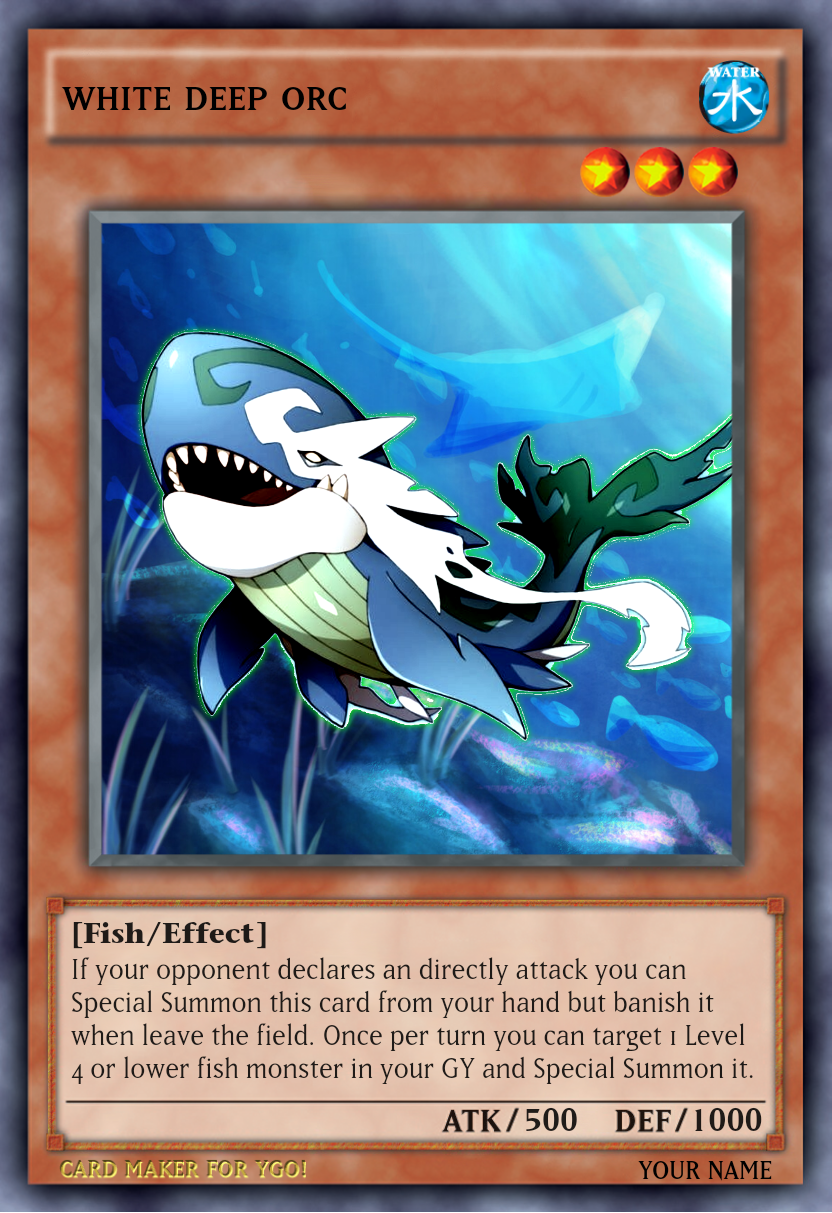 WHITE DEEP ORC
WATER
水
[Fish/Effect]
If your opponent declares an directly attack you can
Special Summon this card from your hand but banish it
when leave the field. Once per turn you can target 1 Level
4 or lower fish monster in your GY and Special Summon it.
ATK/500 DEF/1000
CARD MAKER FOR YGO! YOUR NAME